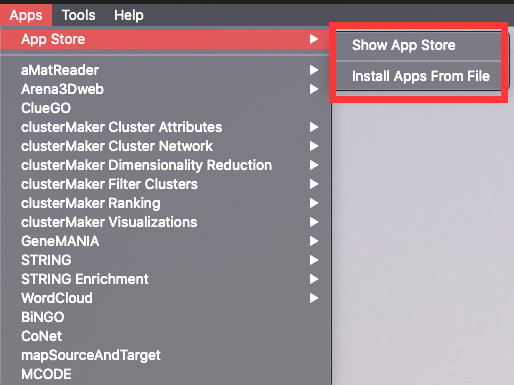 Apps Tools Help
App Store
Show App Store
Install Apps From File
aMatReader
Arena3Dweb
ClueGO
clusterMaker Cluster Attributes
clusterMaker Cluster Network
clusterMaker Dimensionality Reduction
clusterMaker Filter Clusters
clusterMaker Ranking
clusterMaker Visualizations
GeneMANIA
STRING
STRING Enrichment
WordCloud
BiNGO
CoNet
mapSourceAndTarget
MCODE